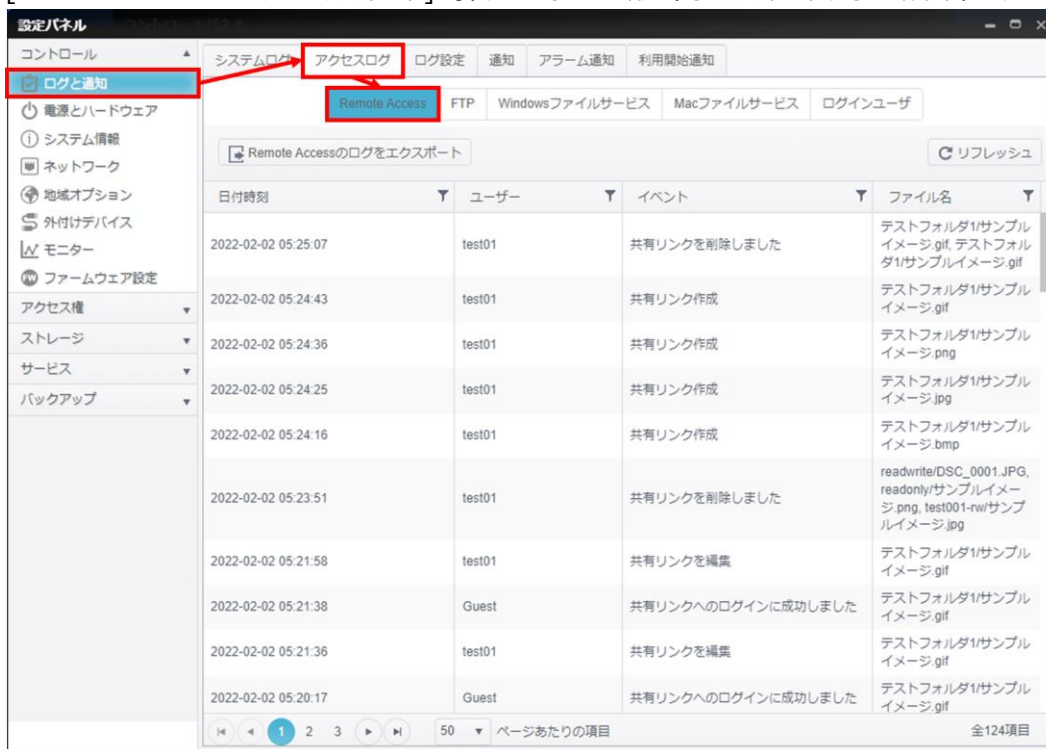 設定パネル
コントロール
ログと通知
電源とハードウェア
システム情報
ネットワーク
地域オプション
外付けデバイス
モニター
ファームウェア設定
アクセス権
ストレージ
サービス
バックアップ
システムログ アクセスログ ログ設定 通知 アラーム通知 利用開始通知
Remote Access FTP Windowsファイルサービス Macファイルサービス ログインユーザ
Remote Accessのログをエクスポート リフレッシュ
日付時刻 ユーザー イベント ファイル名
2022-02-02 05:25:07 test01 共有リンクを削除しました テストフォルダ1/サンプル
イメージ.gif, テストフォル
ダ1/サンプルイメージ.gif
2022-02-02 05:24:43 test01 共有リンク作成 テストフォルダ1/サンプル
イメージ.gif
2022-02-02 05:24:36 test01 共有リンク作成 テストフォルダ1/サンプル
イメージ.png
2022-02-02 05:24:25 test01 共有リンク作成 テストフォルダ1/サンプル
イメージ.jpg
2022-02-02 05:24:16 test01 共有リンク作成 テストフォルダ1/サンプル
イメージ.bmp
2022-02-02 05:23:51 test01 共有リンクを削除しました readwrite/DSC_0001.JPG,
readonly/サンプルイメー
ジ.png, test001-rw/サンプ
ルイメージ.jpg
2022-02-02 05:21:58 test01 共有リンクを編集 テストフォルダ1/サンプル
イメージ.gif
2022-02-02 05:21:38 Guest 共有リンクへのログインに成功しました テストフォルダ1/サンプル
イメージ.gif
2022-02-02 05:21:36 test01 共有リンクを編集 テストフォルダ1/サンプル
イメージ.gif
2022-02-02 05:20:17 Guest 共有リンクへのログインに成功しました テストフォルダ1/サンプル
イメージ.gif
1 2 3 50 ページあたりの項目 全124項目